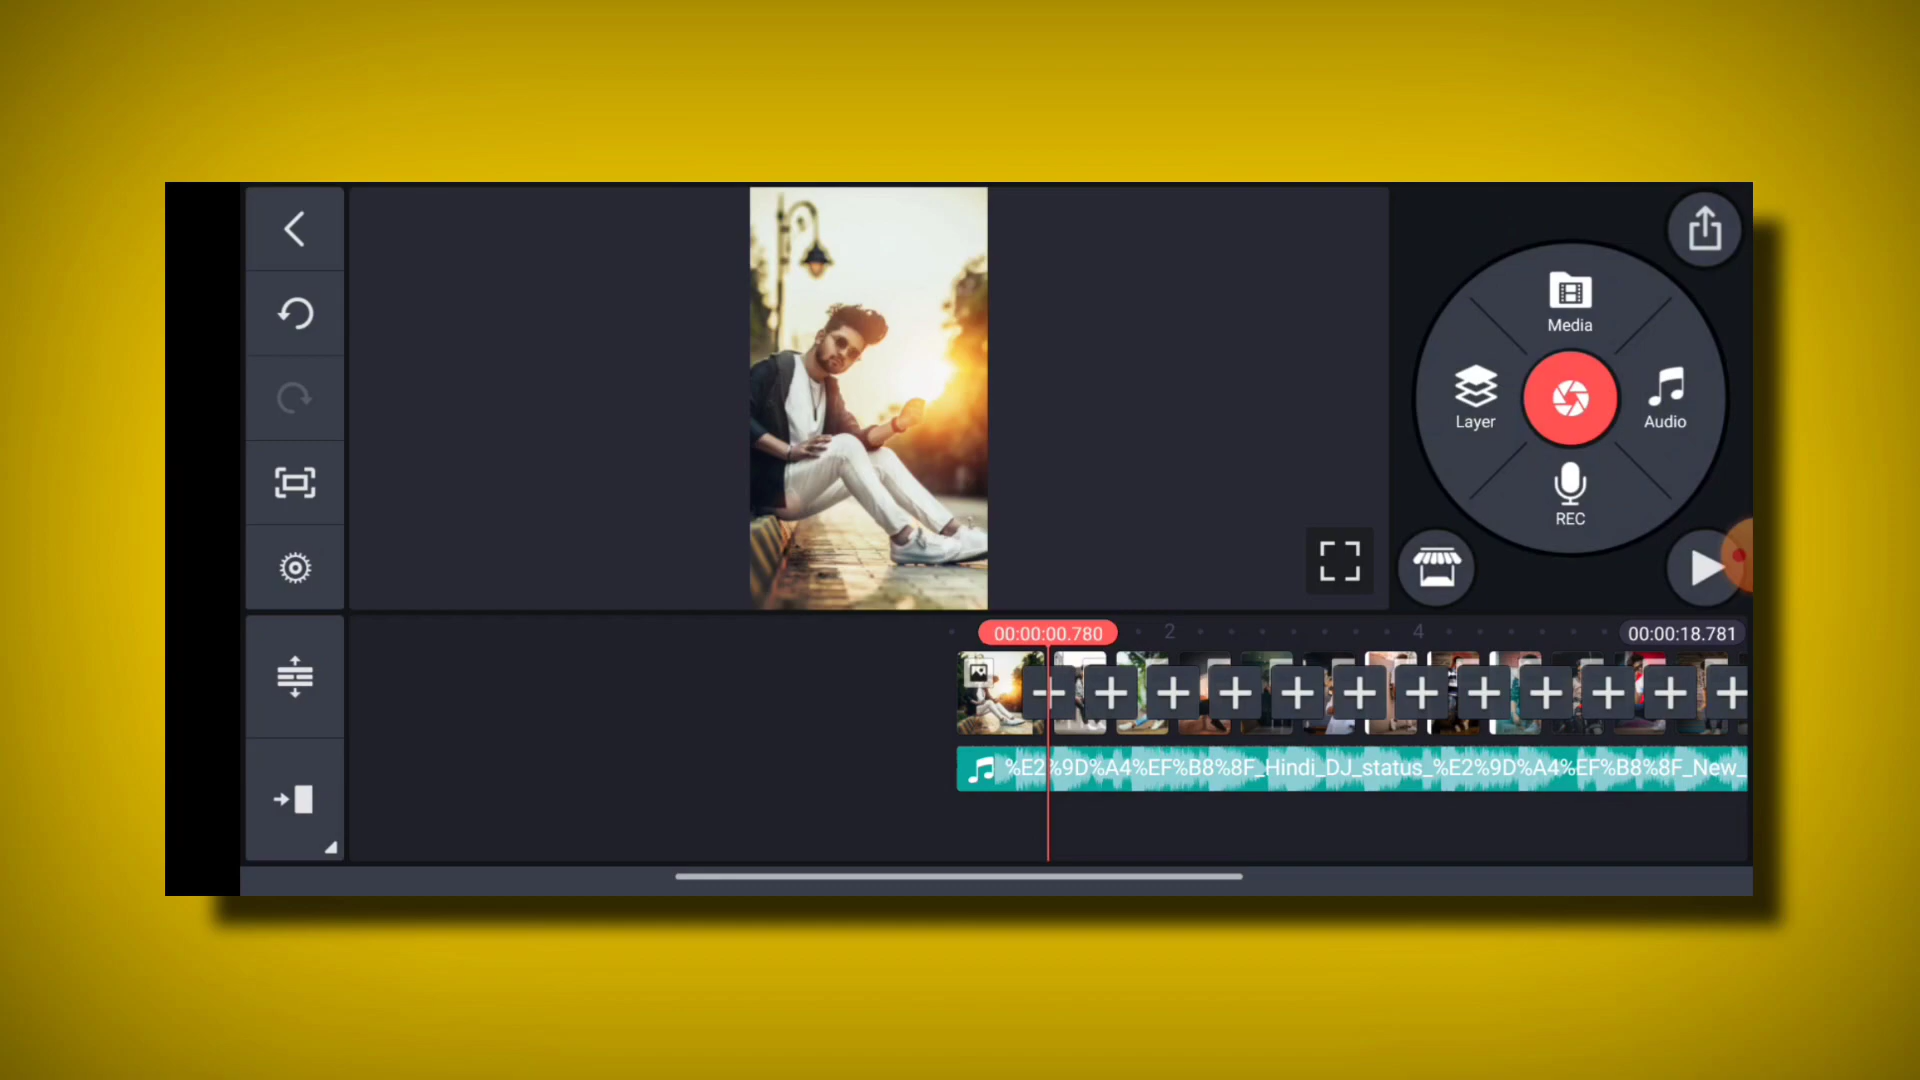 Media
Layer
Audio
REC
00:00:00.780
2
4
00:00:18.781
%E2%9D%A4%EF%B8%8F_Hindi_DJ_status_%E2%9D%A4%EF%B8%8F_New_